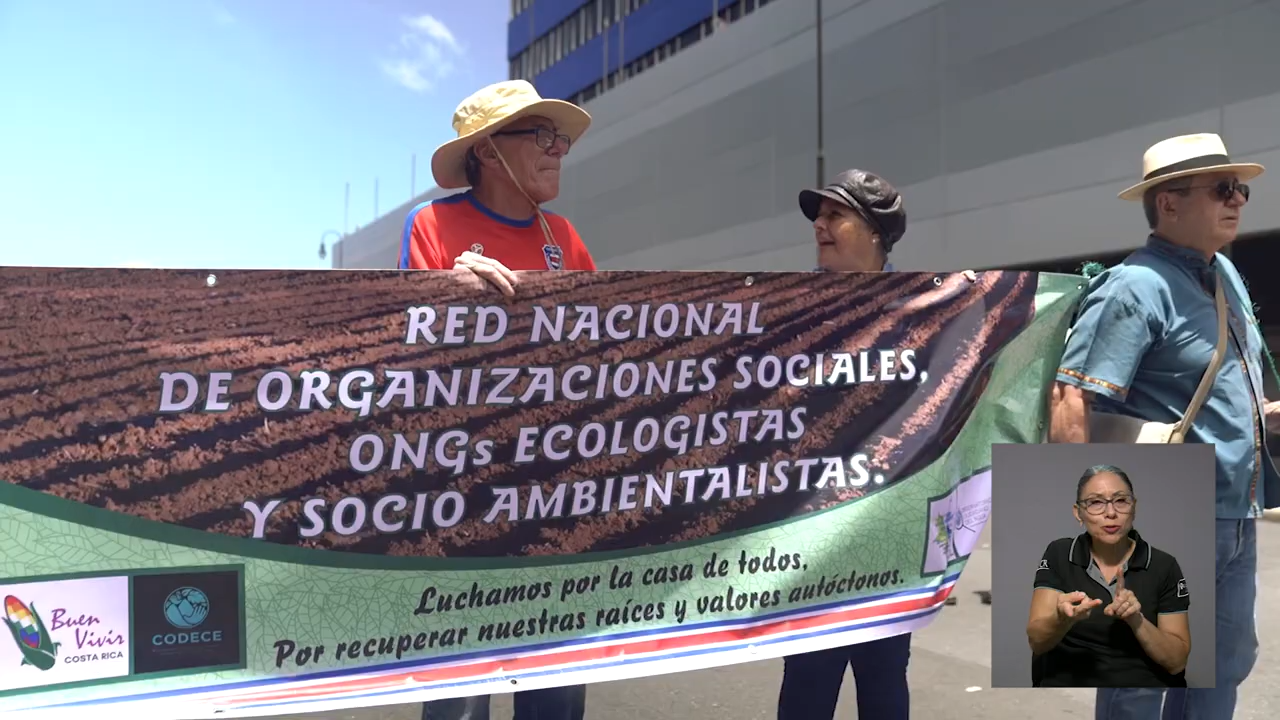 RED NACIONAL
DE ORGANIZACIONES SOCIALES,
ONGs ECOLOGISTAS
Y SOCIO AMBIENTALISTAS.
Luchamos por la casa de todos,
Por recuperar nuestras raíces y valores autóctonos.
Buen
Vivir
COSTA RICA
CODECE